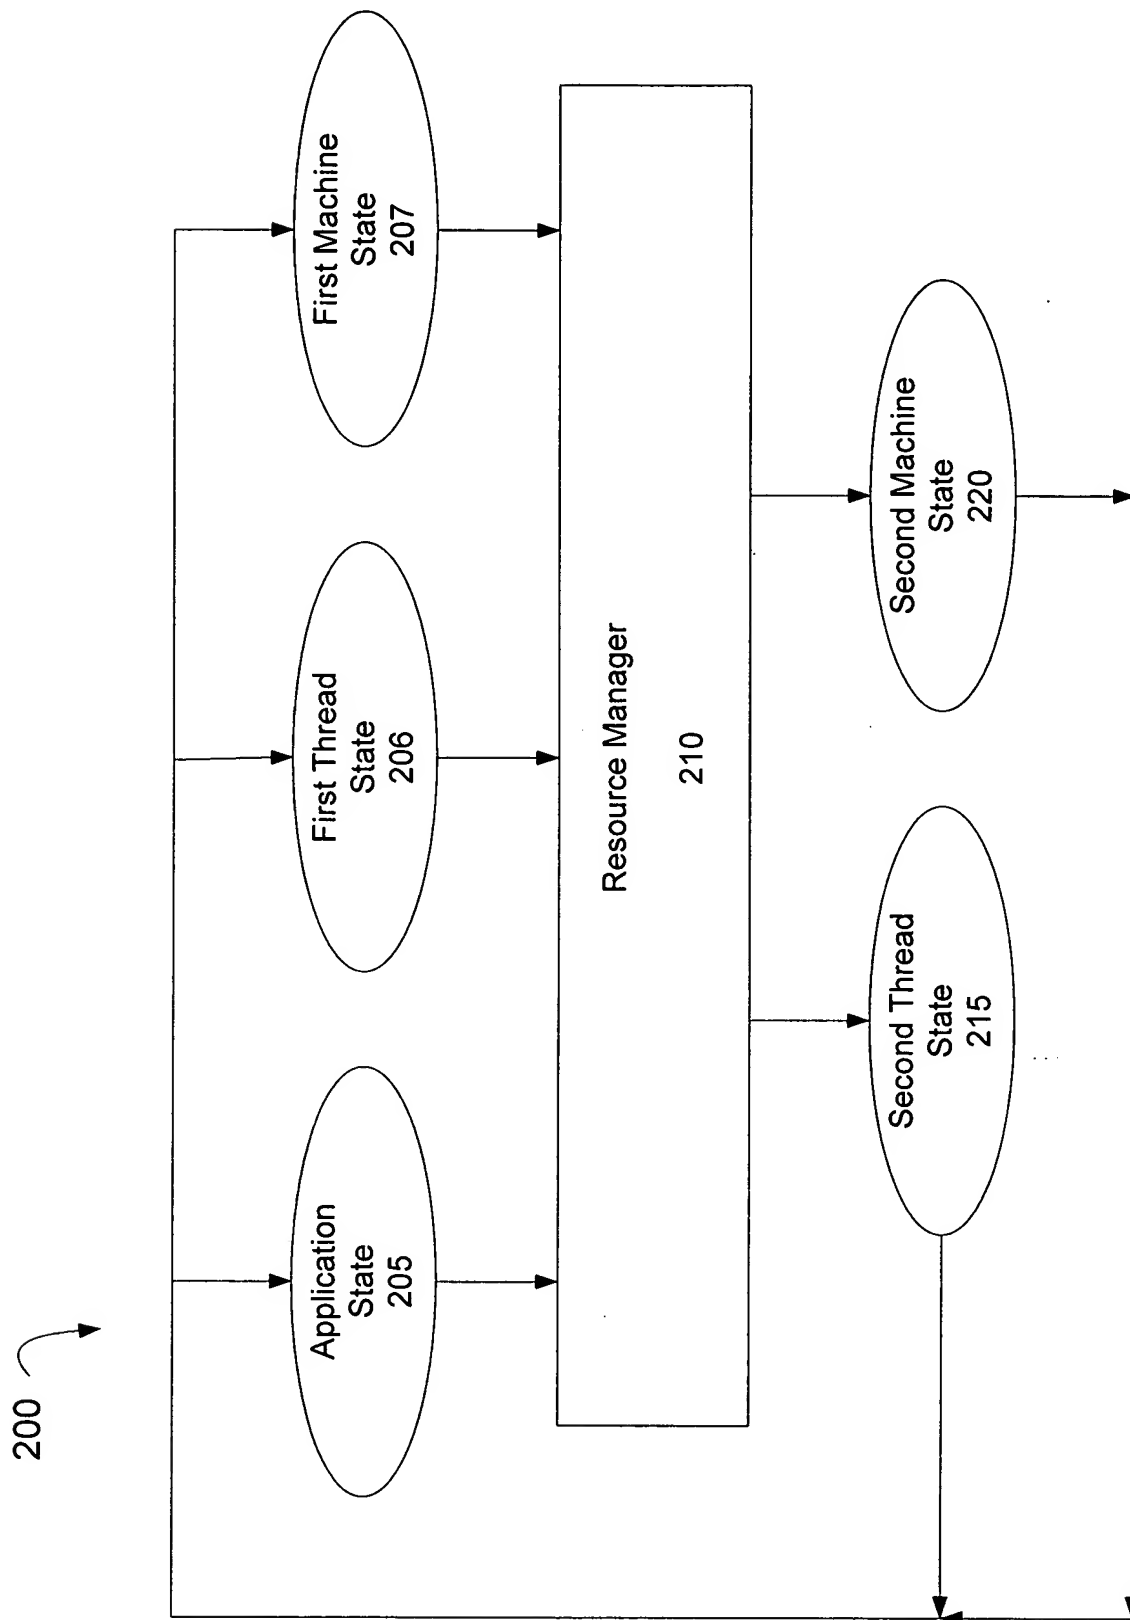 200
Application
State
205
First Thread
State
206
First Machine
State
207
Resource Manager
210
Second Thread
State
215
Second Machine
State
220